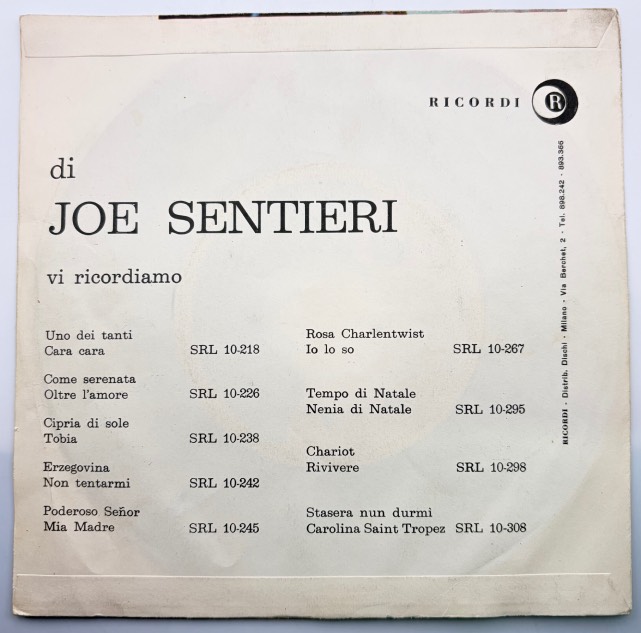 RICORDI R
di
JOE SENTIERI
vi ricordiamo
Uno dei tanti
Cara cara SRL 10-218
Come serenata
Oltre l'amore SRL 10-226
Cipria di sole
Tobia SRL 10-238
Erzegovina
Non tentarmi SRL 10-242
Poderoso Señor
Mia Madre SRL 10-245
Rosa Charlentwist
Io lo so SRL 10-267
Tempo di Natale
Nenia di Natale SRL 10-295
Chariot
Rivivere SRL 10-298
Stasera nun durmì
Carolina Saint Tropez SRL 10-308
RICORDI - Distrib. Dischi - Milano - Via Berchet, 2 - Tel. 898.242 - 893.366